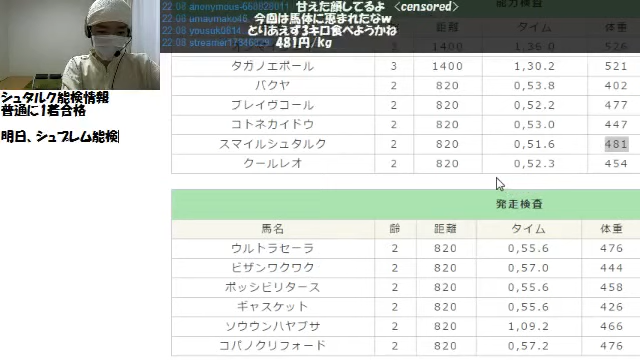 22:08 anonymous-668028011: 甘えた顔してるよ <censored>
22:08 umaymako46: 今回は馬体に恵まれたなw
22:08 yousuk0614: とりあえず3キロ食べようかね
22:08 481円/Kg
能力検査
距離 タイム 体重
2 1400 1,36.0 526
タガノエポール 3 1400 1,30.2 521
バクヤ 2 820 0,53.8 402
ブレイヴコール 2 820 0,52.2 477
コトネカイドウ 2 820 0,53.0 447
スマイルシュタルク 2 820 0,51.6 481
クールレオ 2 820 0,52.3 454
シュタルク能検情報
普通に1着合格
明日、シュプレム能検
発走検査
馬名 齢 距離 タイム 体重
ウルトラセーラ 2 820 0,55.6 476
ビザンワクワク 2 820 0,57.0 444
ポッシビリタース 2 820 0,55.6 458
ギャスケット 2 820 0,55.6 426
ソウウンハヤブサ 2 820 1,09.2 466
コパノクリフォード 2 820 0,57.2 476